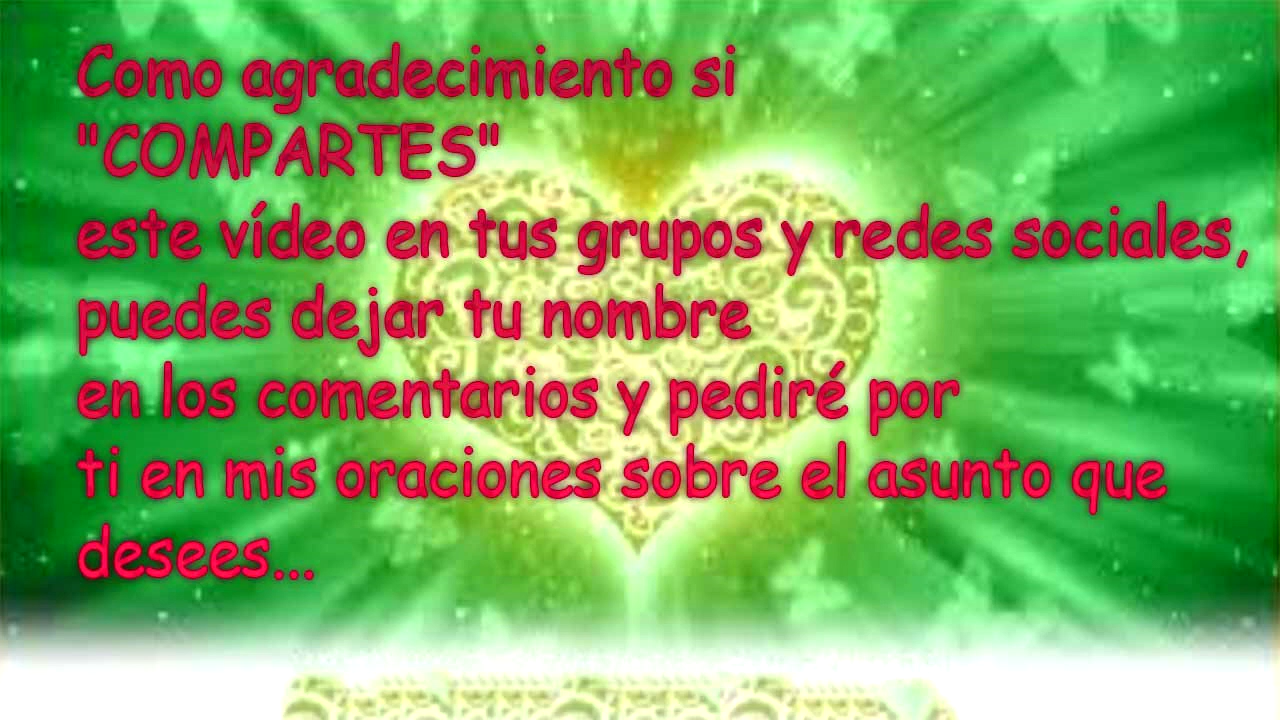 Como agradecimiento si
"COMPARTES"
este vídeo en tus grupos y redes sociales,
puedes dejar tu nombre
en los comentarios y pediré por
ti en mis oraciones sobre el asunto que
desees...